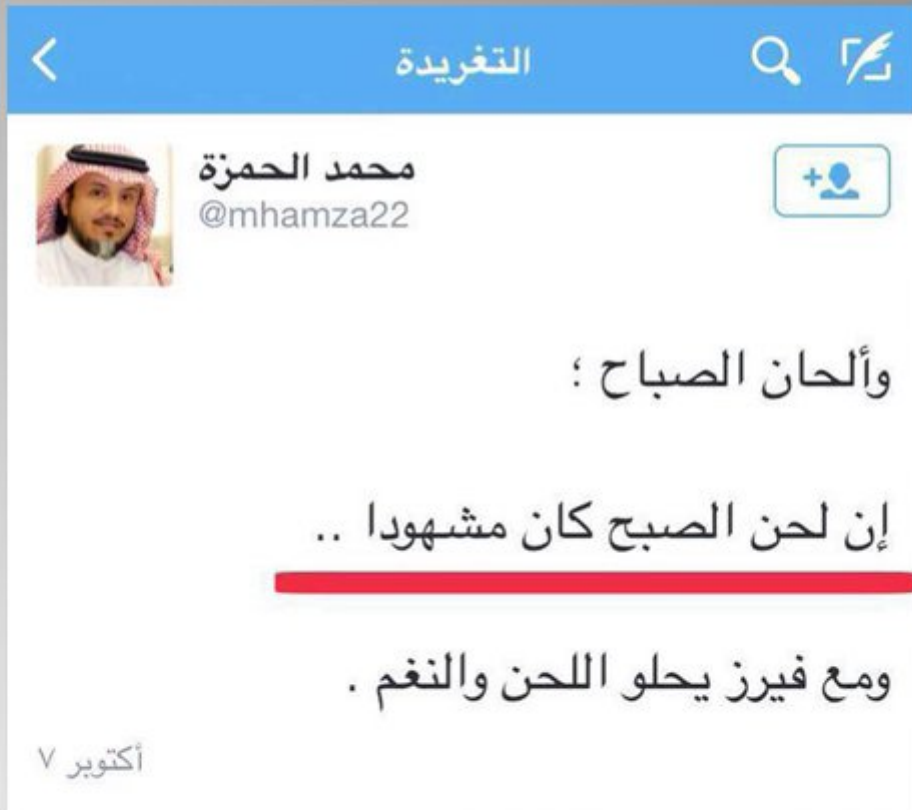 التغريدة
محمد الحمزة
@mhamza22
وألحان الصباح ؛
إن لحن الصبح كان مشهودا ..
ومع فيرز يحلو اللحن والنغم .
أكتوبر ٧